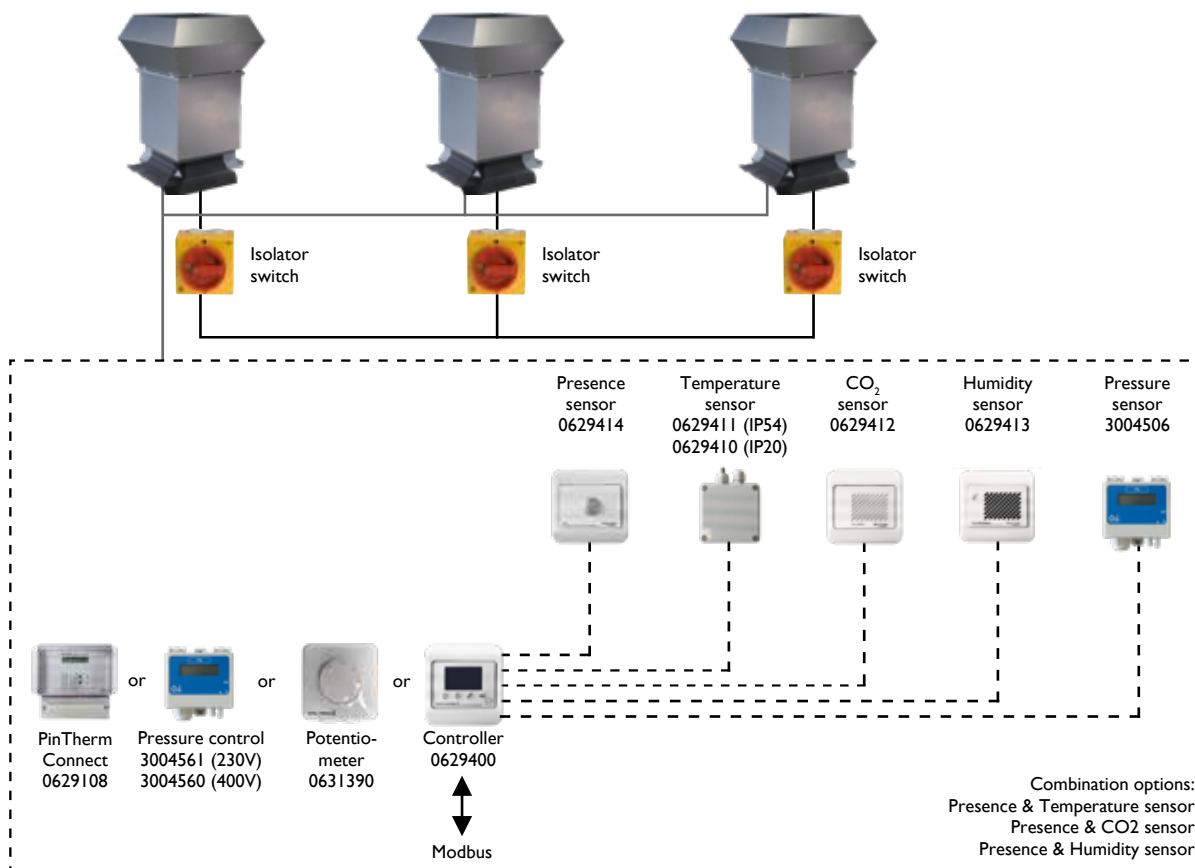 Isolator
switch
Isolator
switch
Isolator
switch
Presence
sensor
0629414
Temperature
sensor
0629411 (IP54)
0629410 (IP20)
CO2
sensor
0629412
Humidity
sensor
0629413
Pressure
sensor
3004506
or
or
or
PinTherm
Connect
0629108
Pressure control
3004561 (230V)
3004560 (400V)
Potentio-
meter
0631390
Controller
0629400
Modbus
Combination options:
Presence & Temperature sensor
Presence & CO2 sensor
Presence & Humidity sensor